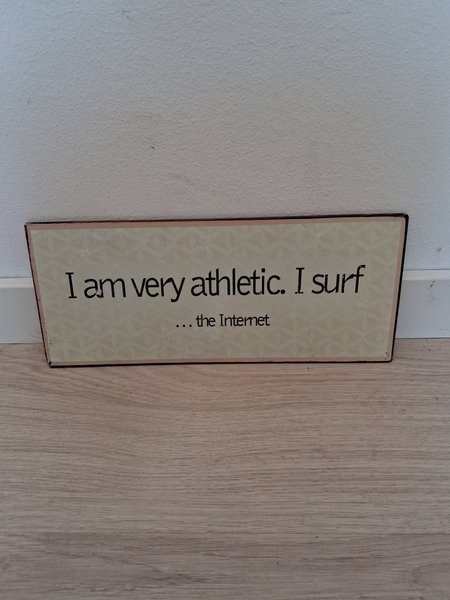 I am very athletic. I surf
...the Internet